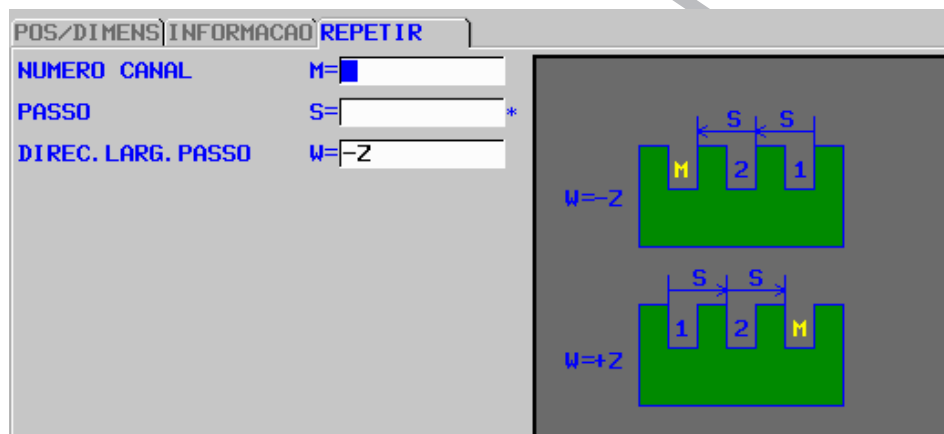 POS/DIMENS INFORMACAO REPETIR
NUMERO CANAL M=
PASSO S= *
DIREC.LARG.PASSO W=-Z
S S
M 2 1
W=-Z
S S
1 2 M
W=+Z